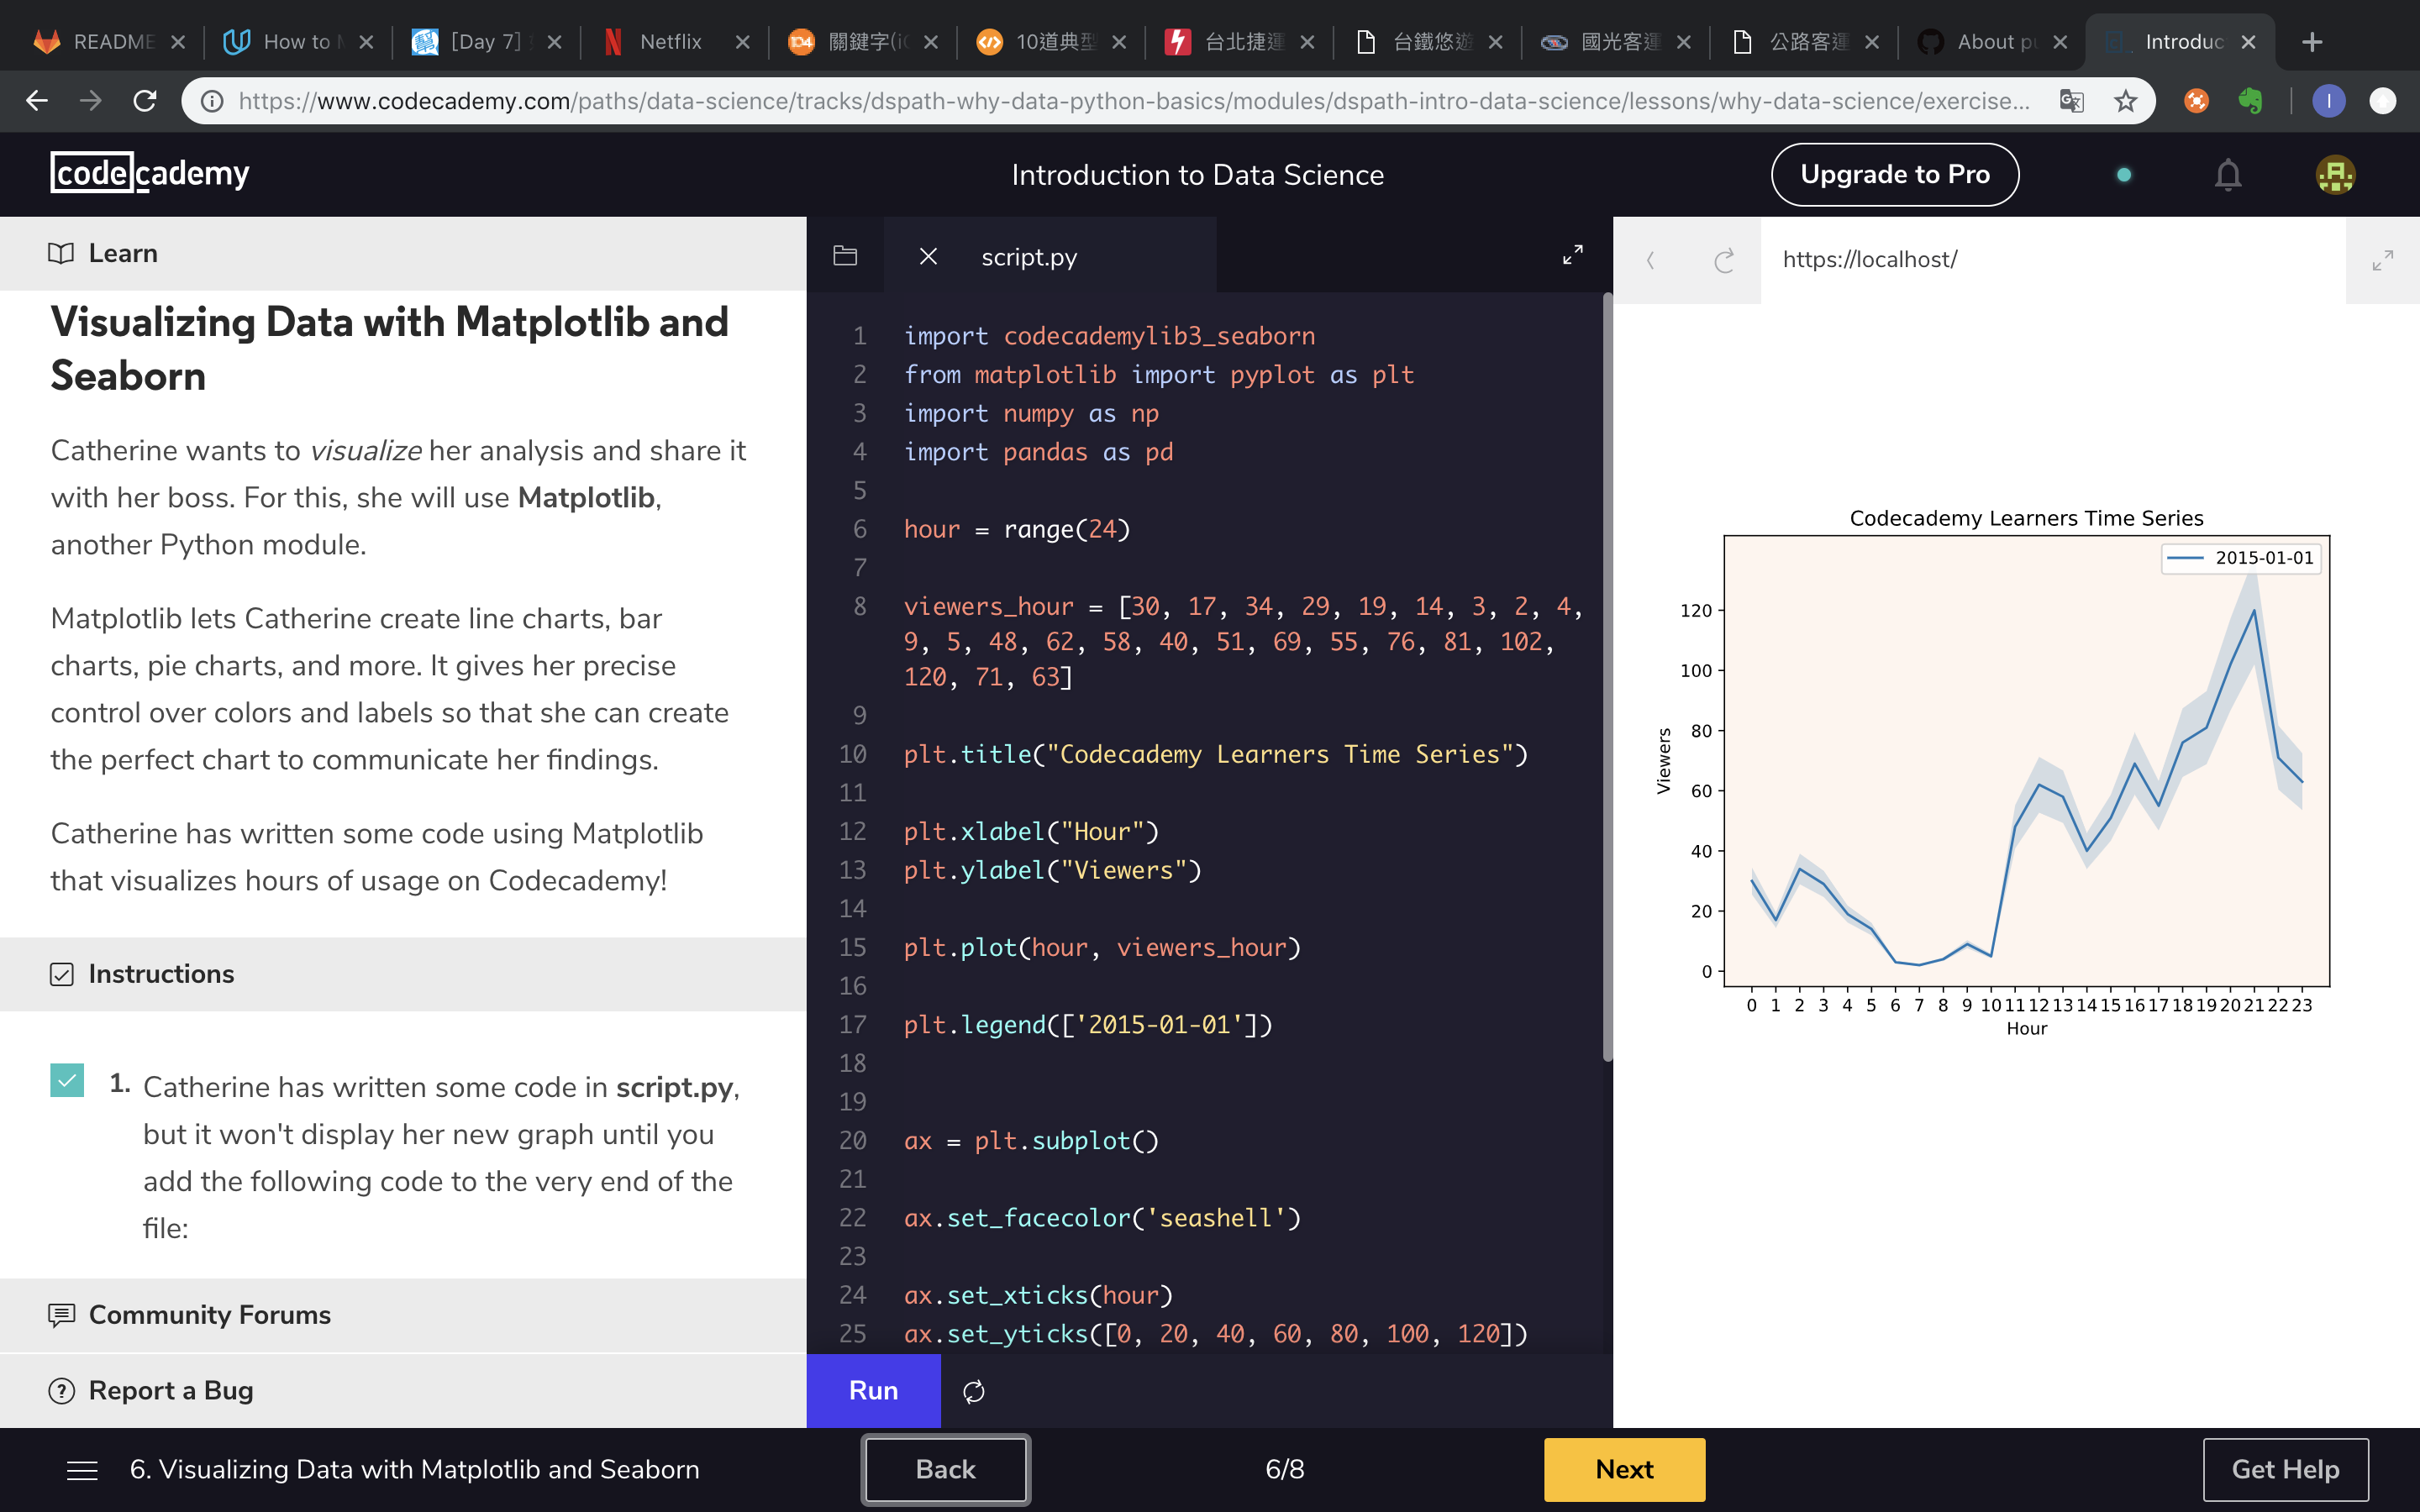 README
How to
[Day 7]
Netflix
關鍵字(i
10道典型
台北捷運
台鐵悠遊
國光客運
公路客運
About pu
Introduc
https://www.codecademy.com/paths/data-science/tracks/dspath-why-data-python-basics/modules/dspath-intro-data-science/lessons/why-data-science/exercise...
I
codecademy
Introduction to Data Science
Upgrade to Pro
Learn
Visualizing Data with Matplotlib and
Seaborn
Catherine wants to visualize her analysis and share it
with her boss. For this, she will use Matplotlib,
another Python module.
Matplotlib lets Catherine create line charts, bar
charts, pie charts, and more. It gives her precise
control over colors and labels so that she can create
the perfect chart to communicate her findings.
Catherine has written some code using Matplotlib
that visualizes hours of usage on Codecademy!
Instructions
1. Catherine has written some code in script.py,
but it won't display her new graph until you
add the following code to the very end of the
file:
Community Forums
Report a Bug
script.py
1 import codecademylib3_seaborn
2 from matplotlib import pyplot as plt
3 import numpy as np
4 import pandas as pd
5
6 hour = range(24)
7
8 viewers_hour = [30, 17, 34, 29, 19, 14, 3, 2, 4,
9, 5, 48, 62, 58, 40, 51, 69, 55, 76, 81, 102,
120, 71, 63]
9
10 plt.title("Codecademy Learners Time Series")
11
12 plt.xlabel("Hour")
13 plt.ylabel("Viewers")
14
15 plt.plot(hour, viewers_hour)
16
17 plt.legend(['2015-01-01'])
18
19
20 ax = plt.subplot()
21
22 ax.set_facecolor('seashell')
23
24 ax.set_xticks(hour)
25 ax.set_yticks([0, 20, 40, 60, 80, 100, 120])
Run
https://localhost/
Codecademy Learners Time Series
2015-01-01
120
100
80
60
40
20
0
Viewers
0 1 2 3 4 5 6 7 8 9 10 11 12 13 14 15 16 17 18 19 20 21 22 23
Hour
6. Visualizing Data with Matplotlib and Seaborn
Back
6/8
Next
Get Help